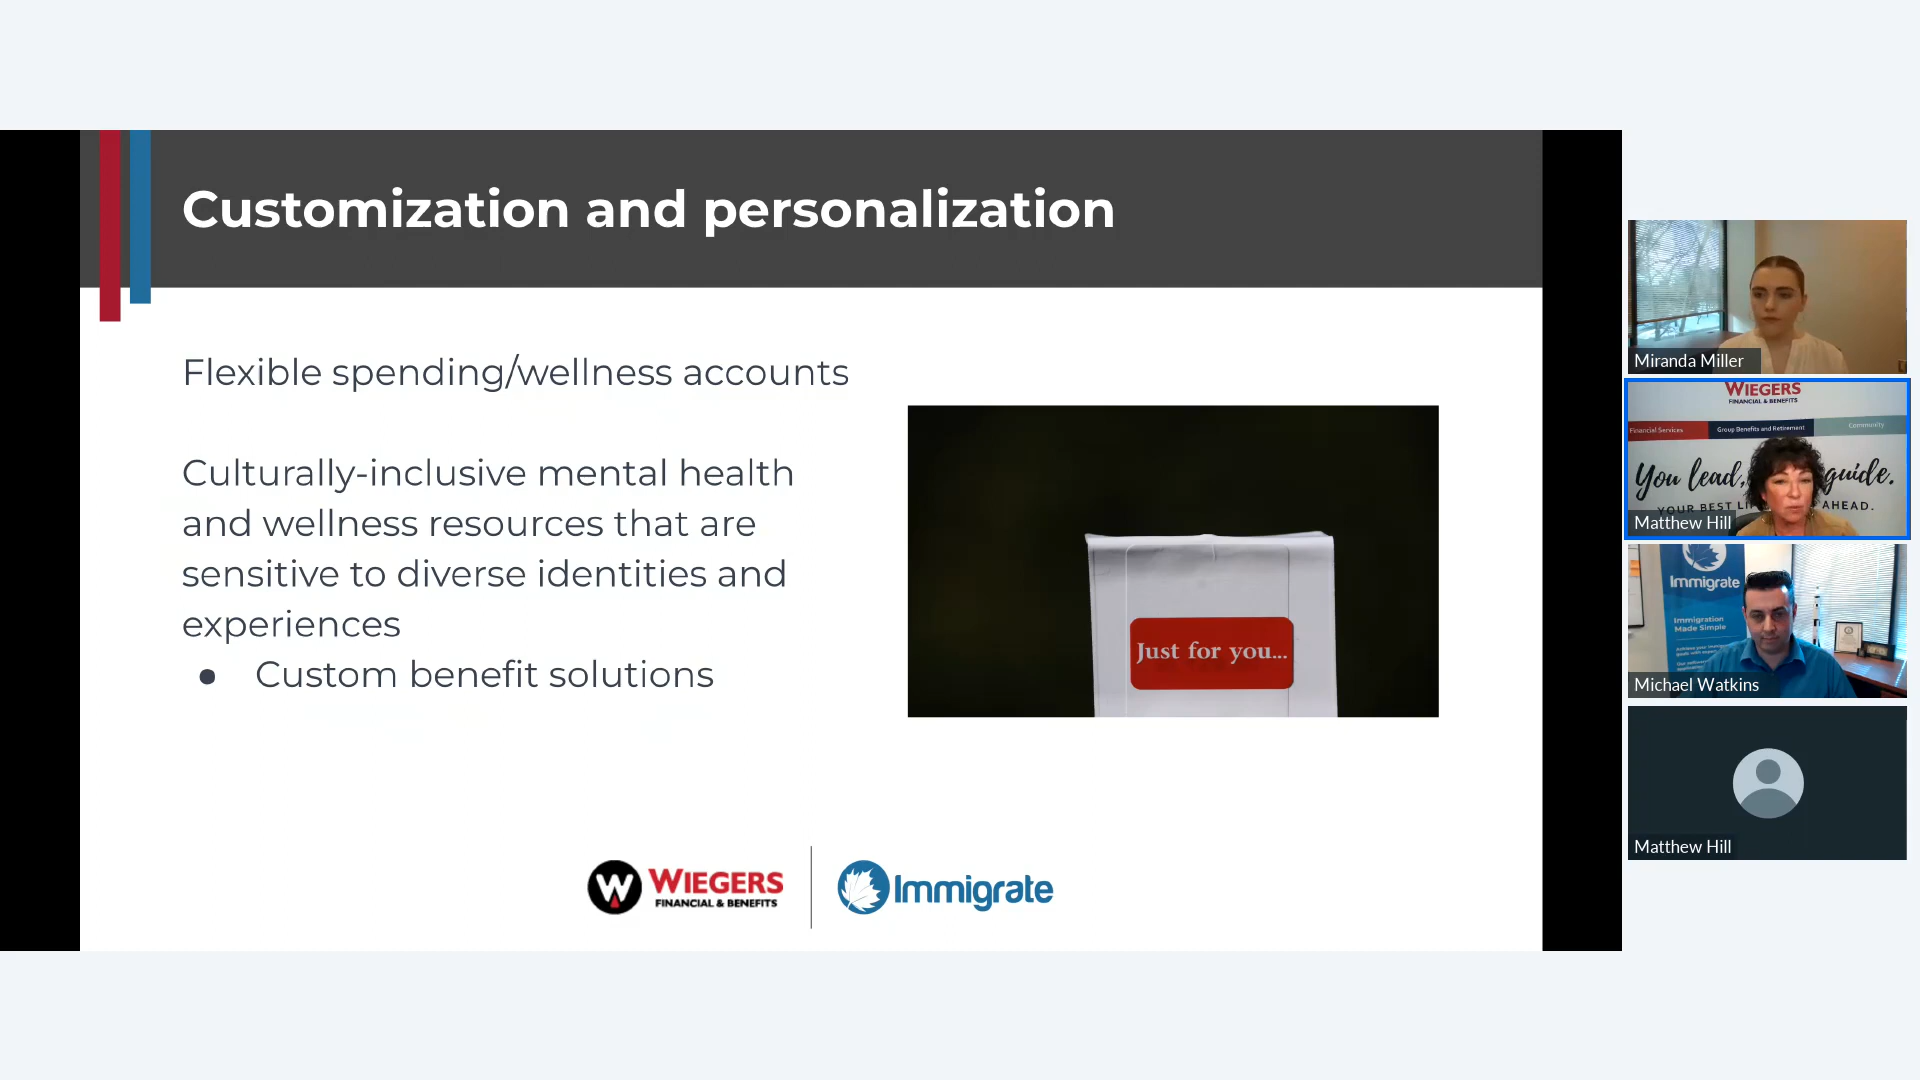 Customization and personalization
Flexible spending/wellness accounts
Culturally-inclusive mental health
and wellness resources that are
sensitive to diverse identities and
experiences
● Custom benefit solutions
Just for you...
WIEGERS
FINANCIAL & BENEFITS
Immigrate
Miranda Miller
WIEGERS
FINANCIAL & BENEFITS
Financial Services
Group Benefits and Retirement
Community
You lead, guide.
YOUR BEST LI AHEAD.
Matthew Hill
Immigrate
Immigration
Made Simple
Michael Watkins
Matthew Hill